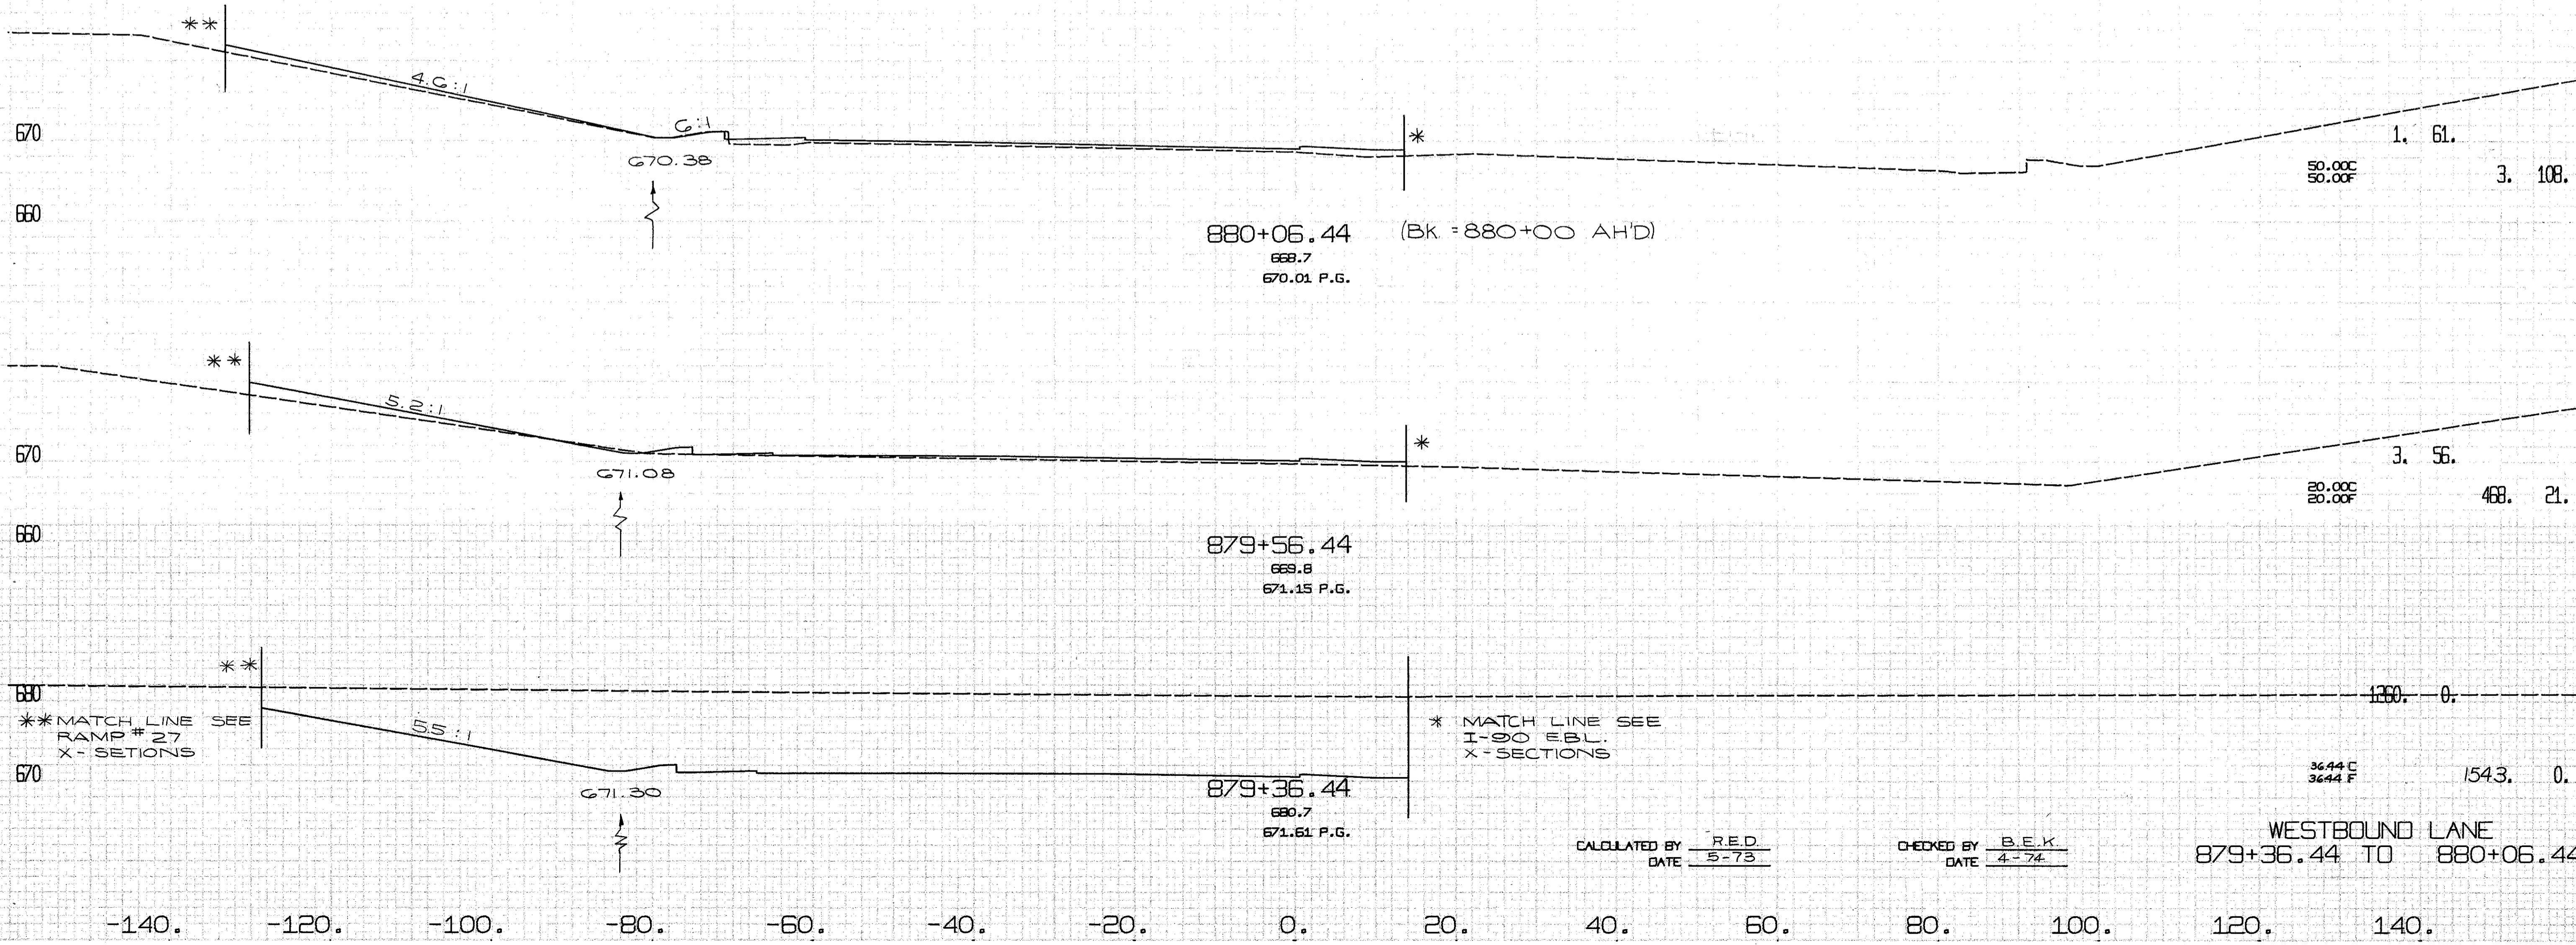 **
4.6:1
6:1
*
670
1. 61.
670.38
50.00C
50.00F
3. 108.
660
880+06.44 (BK = 880+00 AH'D)
668.7
670.01 P.G.
**
5.2:1
*
670
3. 56.
671.08
20.00C
20.00F
468. 21.
660
879+56.44
669.8
671.15 P.G.
**
680
1260. 0.
** MATCH LINE SEE
RAMP #27
X-SETIONS
5.5:1
* MATCH LINE SEE
I-90 E.B.L.
X-SECTIONS
670
36.44 C
36.44 F
1543. 0.
671.30
879+36.44
680.7
671.61 P.G.
CALCULATED BY R.E.D.
DATE 5-73
CHECKED BY B.E.K.
DATE 4-74
WESTBOUND LANE
879+36.44 TO 880+06.44
-140. -120. -100. -80. -60. -40. -20. 0. 20. 40. 60. 80. 100. 120. 140.